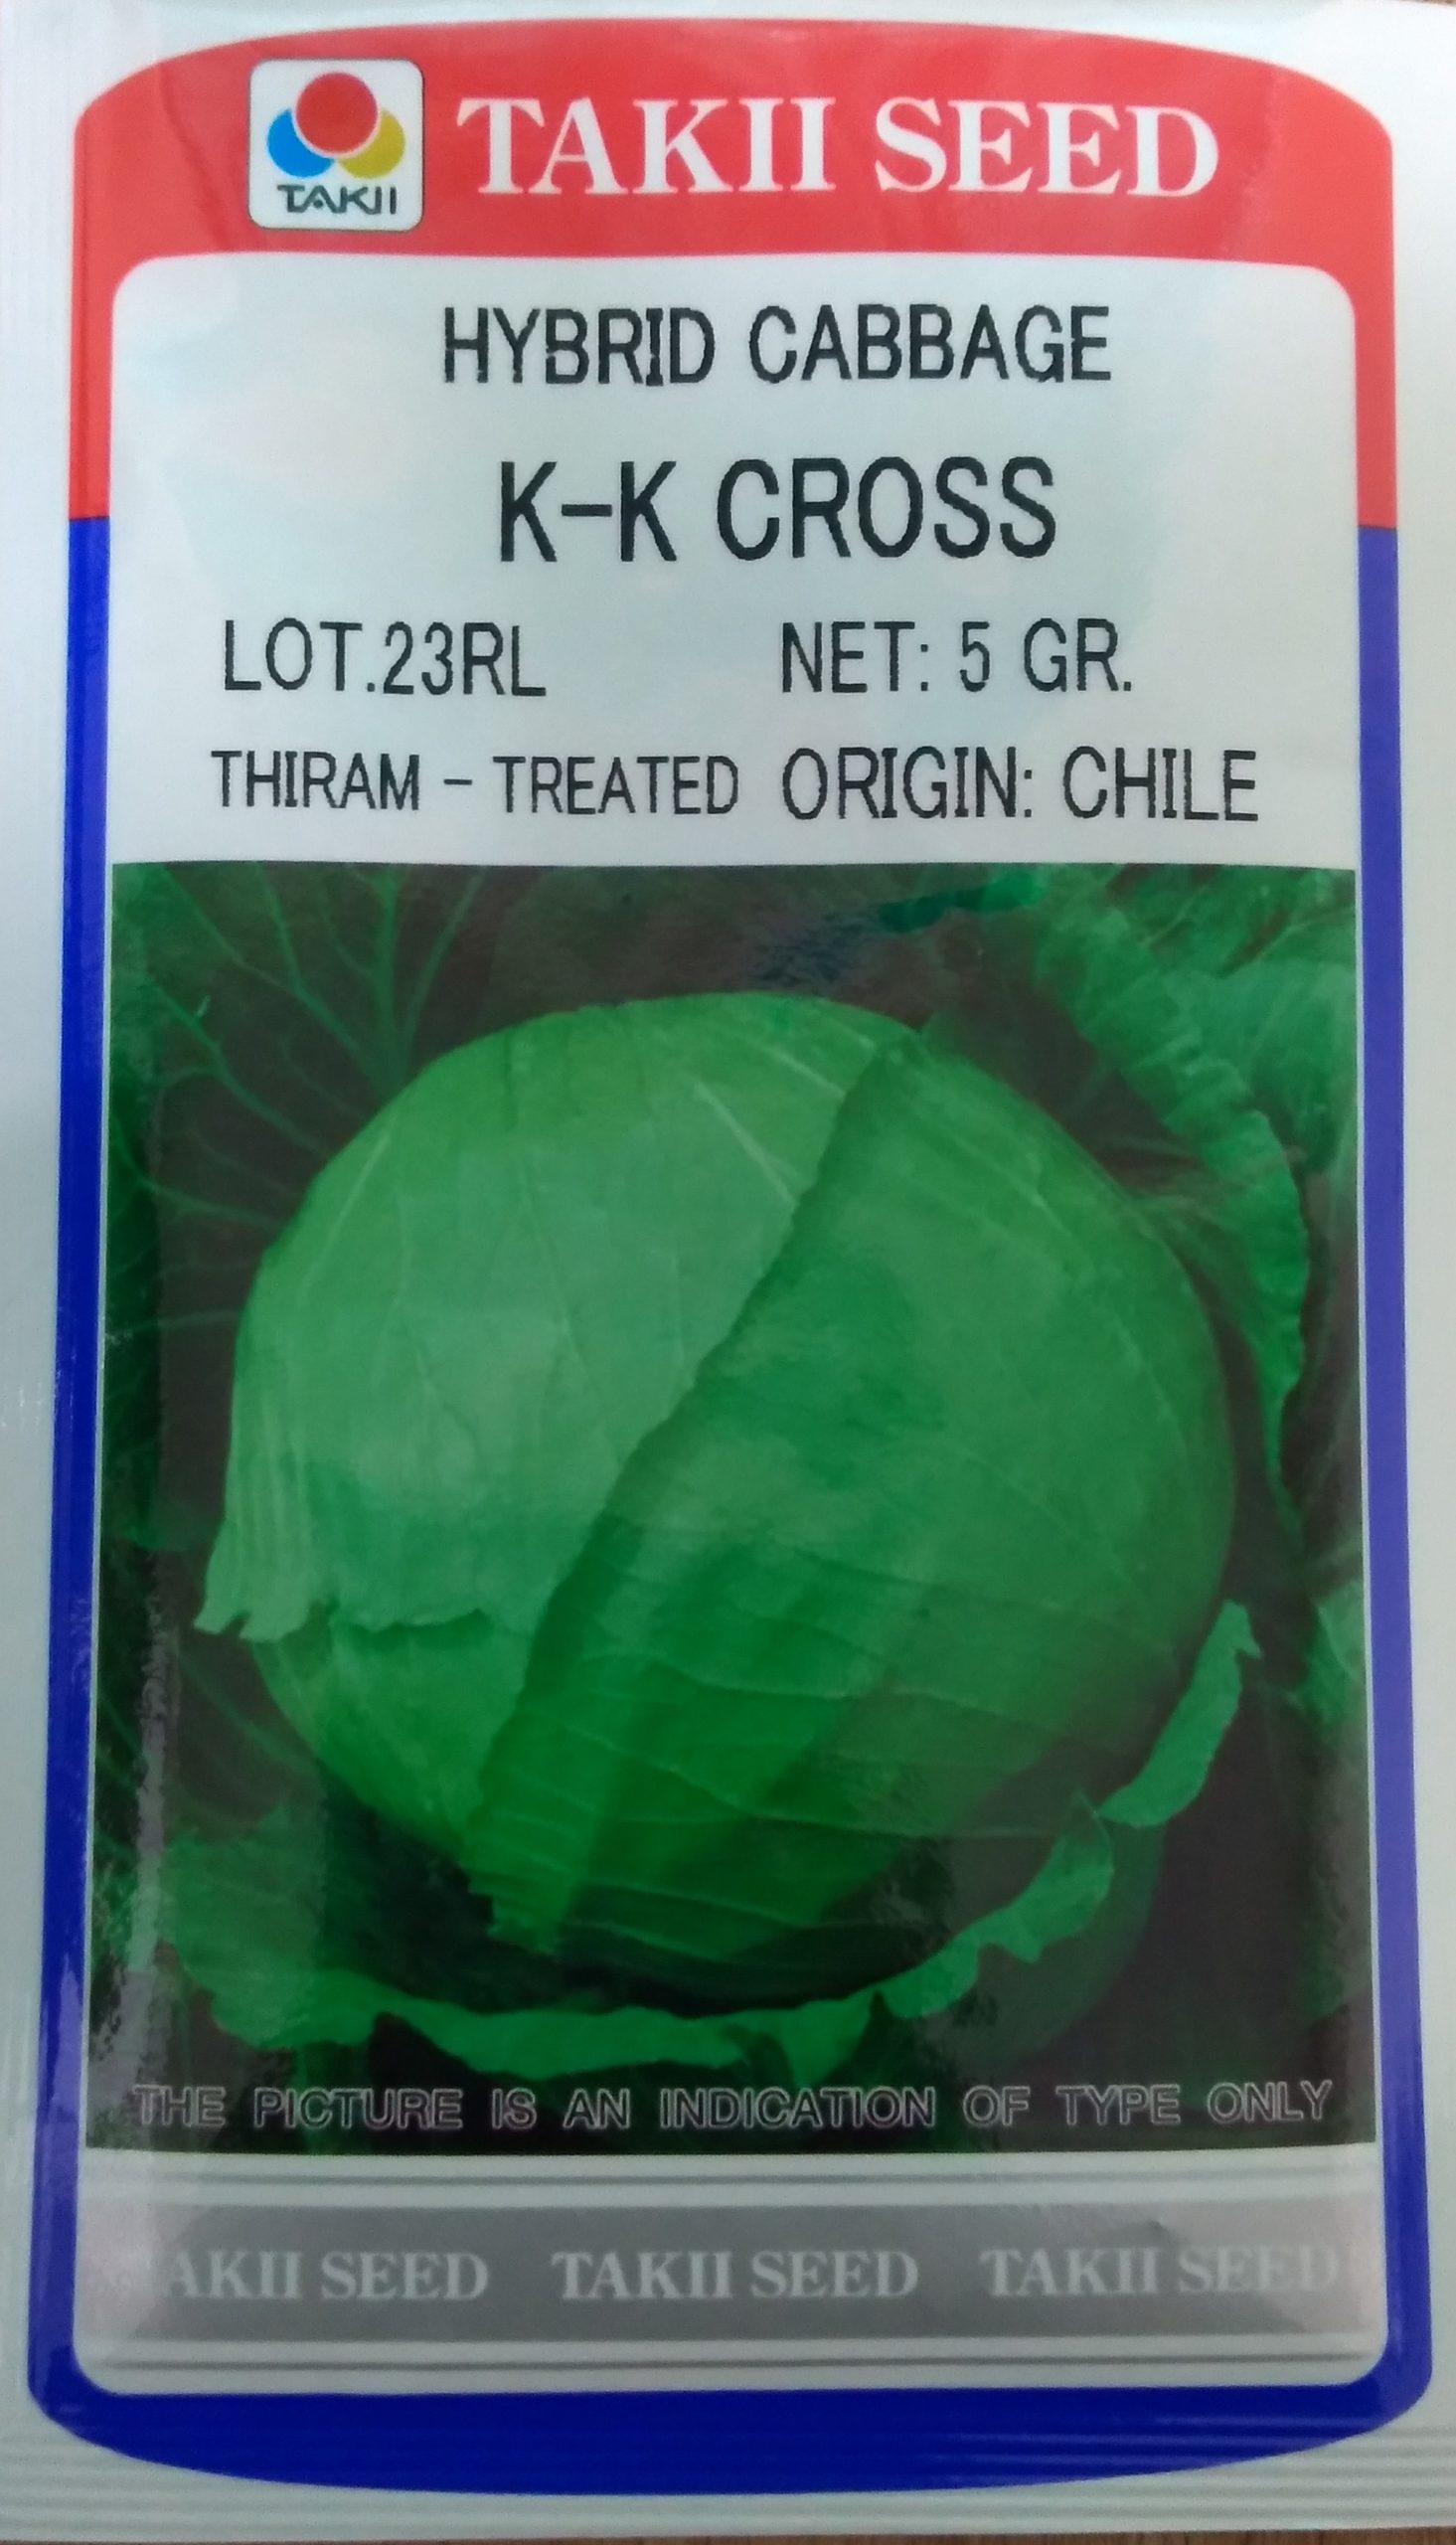 TAKII
TAKII SEED
HYBRID CABBAGE
K-K CROSS
LOT.23RL NET: 5 GR.
THIRAM - TREATED ORIGIN: CHILE
THE PICTURE IS AN INDICATION OF TYPE ONLY
AKII SEED TAKII SEED TAKII SEED